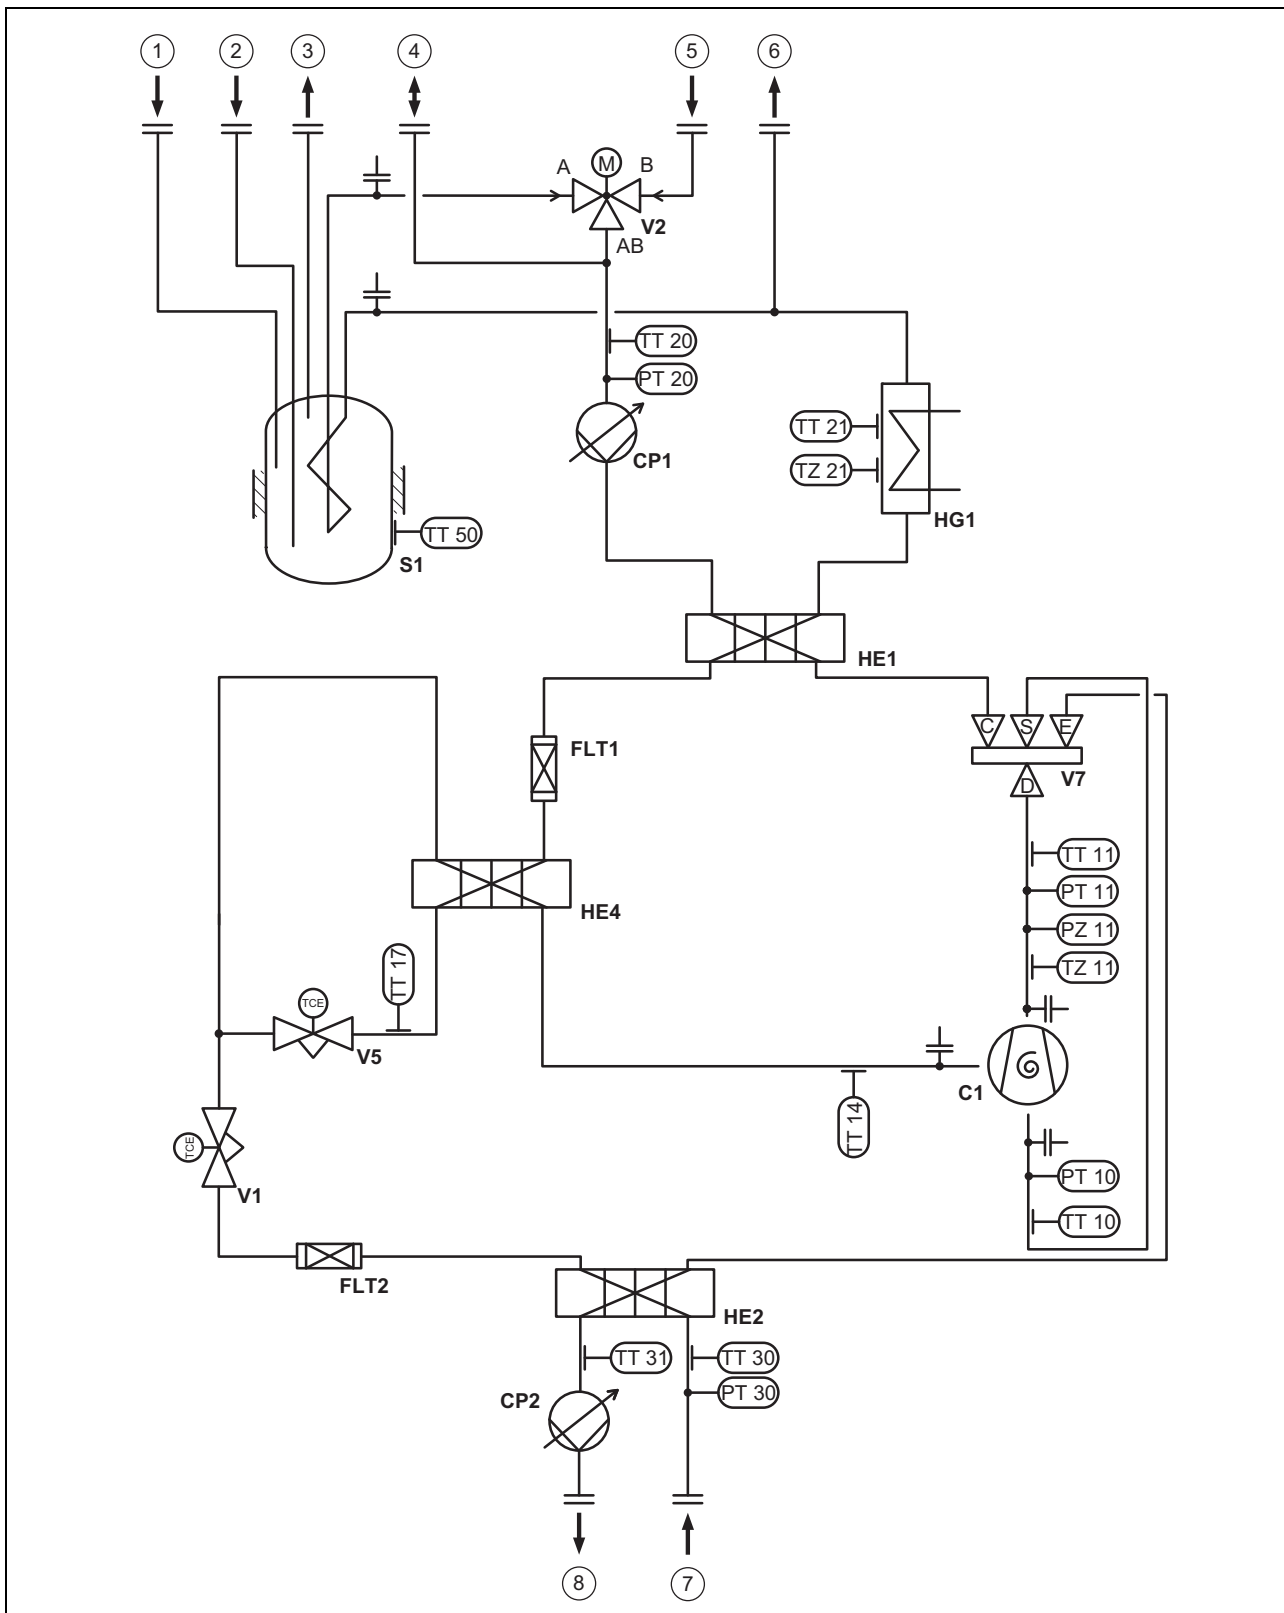 1
2
3
4
5
6
A
M
B
V2
AB
TT 20
PT 20
TT 21
CP1
TZ 21
HG1
TT 50
S1
HE1
C
S
E
FLT1
V7
D
TT 11
PT 11
HE4
PZ 11
TT 17
TZ 11
TCE
V5
C1
TT 14
TCE
PT 10
V1
TT 10
FLT2
HE2
TT 31
TT 30
CP2
PT 30
8
7